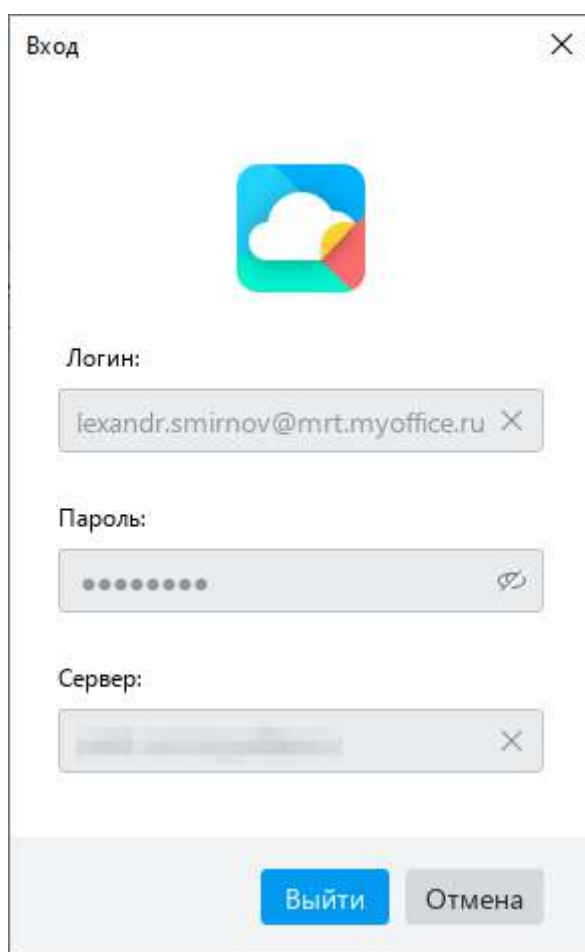 Вход
Логин:
lexandr.smirnov@mrt.myoffice.ru
Пароль:
Сервер:
Выйти Отмена